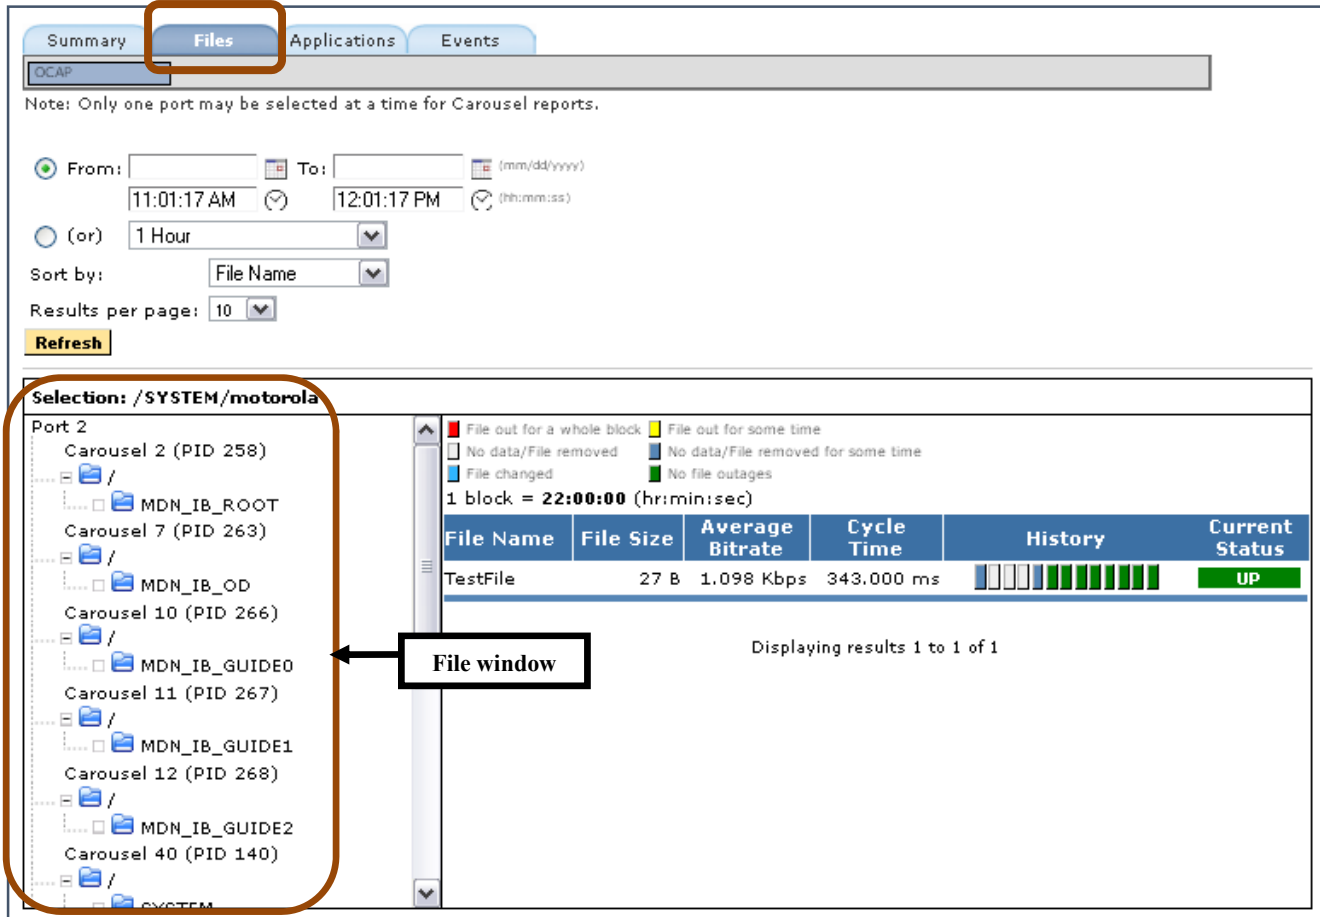 Summary Files Applications Events
OCAP
Note: Only one port may be selected at a time for Carousel reports.
From: To: (mm/dd/yyyy)
11:01:17 AM 12:01:17 PM (hh:mm:ss)
(or) 1 Hour
Sort by: File Name
Results per page: 10
Refresh
Selection: /SYSTEM/motorola
Port 2
Carousel 2 (PID 258)
/
MDN_IB_ROOT
Carousel 7 (PID 263)
/
MDN_IB_OD
Carousel 10 (PID 266)
/
MDN_IB_GUIDE0
Carousel 11 (PID 267)
/
MDN_IB_GUIDE1
Carousel 12 (PID 268)
/
MDN_IB_GUIDE2
Carousel 40 (PID 140)
/
SYSTEM
File window
File out for a whole block File out for some time
No data/File removed No data/File removed for some time
File changed No file outages
1 block = 22:00:00 (hr:min:sec)
File Name File Size Average Bitrate Cycle Time History Current Status
TestFile 27 B 1.098 Kbps 343.000 ms UP
Displaying results 1 to 1 of 1